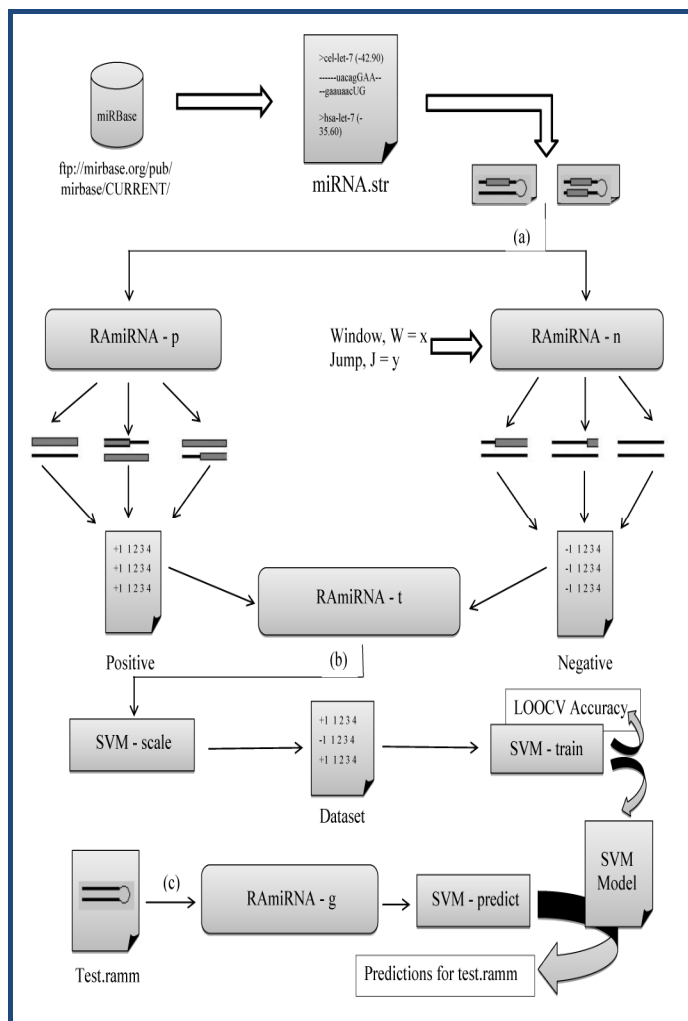 miRBase
ftp://mirbase.org/pub/
mirbase/CURRENT/
>cel-let-7 (-42.90)
------uacagGAA--
--gaauaacUG
>hsa-let-7 (-
35.60)
miRNA.str
(a)
RAmiRNA - p
Window, W = x
Jump, J = y
RAmiRNA - n
+1 1 2 3 4
+1 1 2 3 4
+1 1 2 3 4
Positive
RAmiRNA - t
-1 1 2 3 4
-1 1 2 3 4
-1 1 2 3 4
Negative
(b)
SVM - scale
+1 1 2 3 4
-1 1 2 3 4
+1 1 2 3 4
Dataset
LOOCV Accuracy
SVM - train
SVM
Model
Test.ramm
(c)
RAmiRNA - g
SVM - predict
Predictions for test.ramm